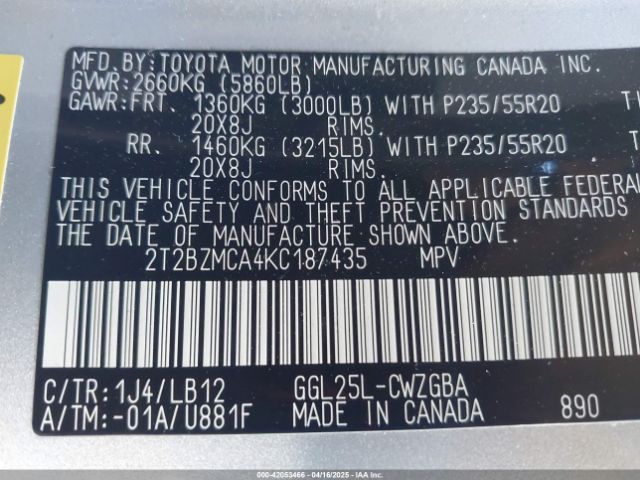 MFD. BY: TOYOTA MOTOR MANUFACTURING CANADA INC.
GVWR: 2660KG (5860LB)
GAWR: FRT. 1360KG (3000LB) WITH P235/55R20
20X8J RIMS.
RR. 1460KG (3215LB) WITH P235/55R20
20X8J RIMS.
THIS VEHICLE CONFORMS TO ALL APPLICABLE FEDERAL
VEHICLE SAFETY AND THEFT PREVENTION STANDARDS
THE DATE OF MANUFACTURE SHOWN ABOVE.
2T2BZMCA4KC187435 MPV
C/TR: 1J4/LB12 GGL25L-CWZGBA
A/TM: -01A/U881F MADE IN CANADA 890
000-42053466 - 04/16/2025 - IAAI.COM